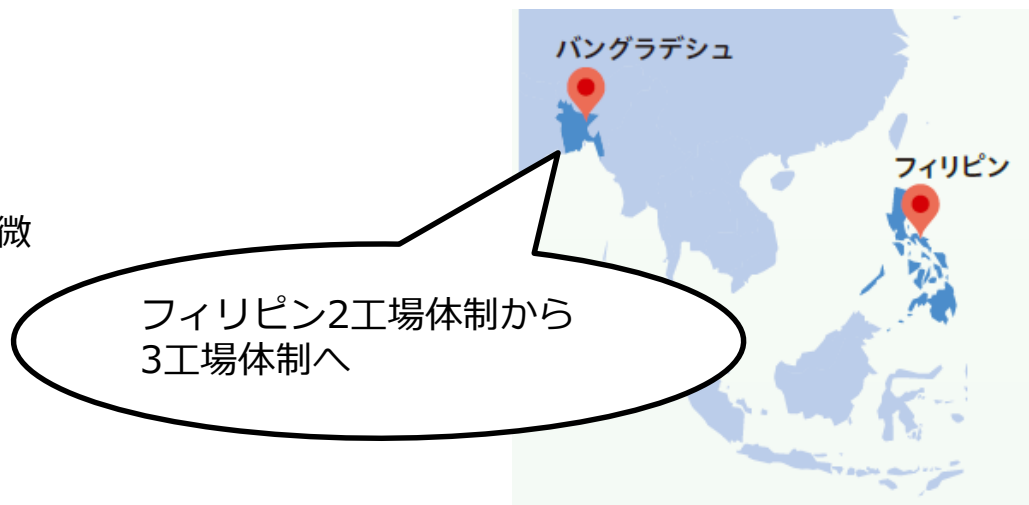 バングラデシュ
フィリピン
微
フィリピン2工場体制から
3工場体制へ